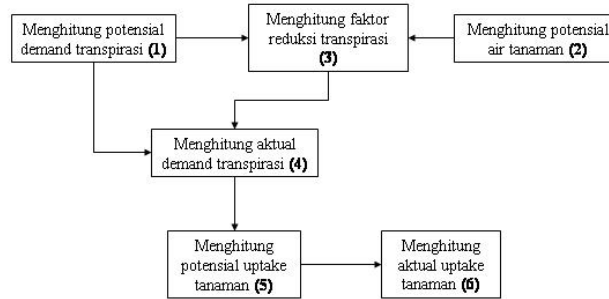 Menghitung potensial
demand transpirasi (1)
Menghitung faktor
reduksi transpirasi
(3)
Menghitung potensial
air tanaman (2)
Menghitung aktual
demand transpirasi (4)
Menghitung
potensial uptake
tanaman (5)
Menghitung
aktual uptake
tanaman (6)